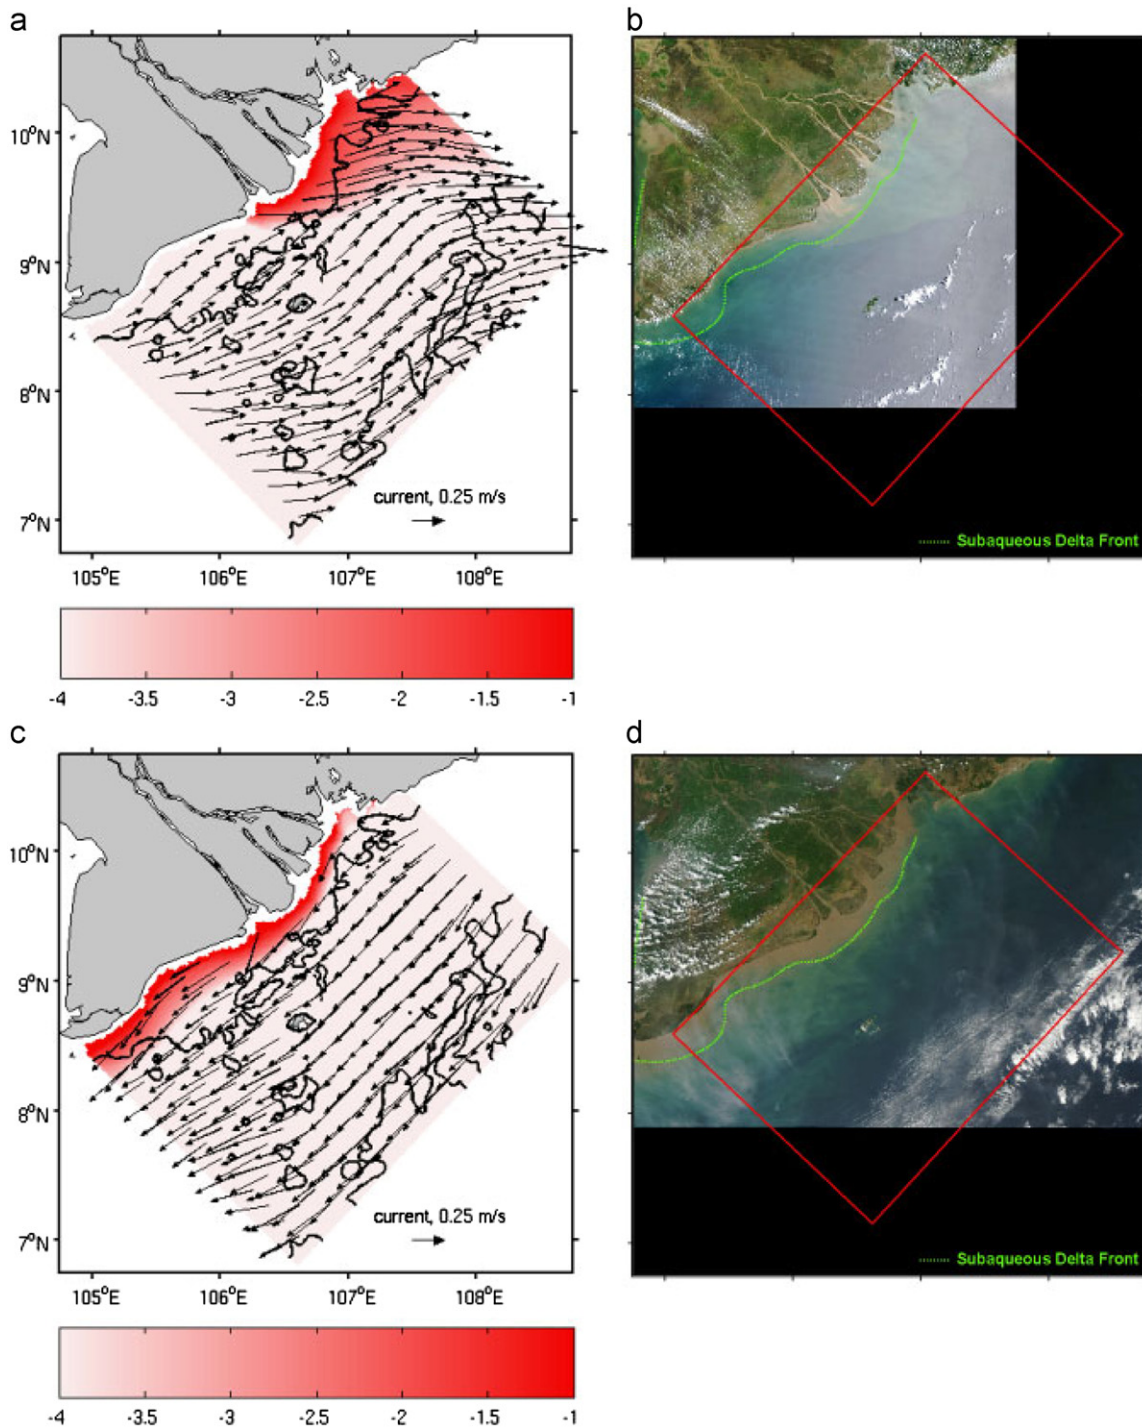 a
b
10°N
9°N
8°N
7°N
current, 0.25 m/s
105°E 106°E 107°E 108°E
Subaqueous Delta Front
-4 -3.5 -3 -2.5 -2 -1.5 -1
c
d
10°N
9°N
8°N
7°N
current, 0.25 m/s
105°E 106°E 107°E 108°E
Subaqueous Delta Front
-4 -3.5 -3 -2.5 -2 -1.5 -1